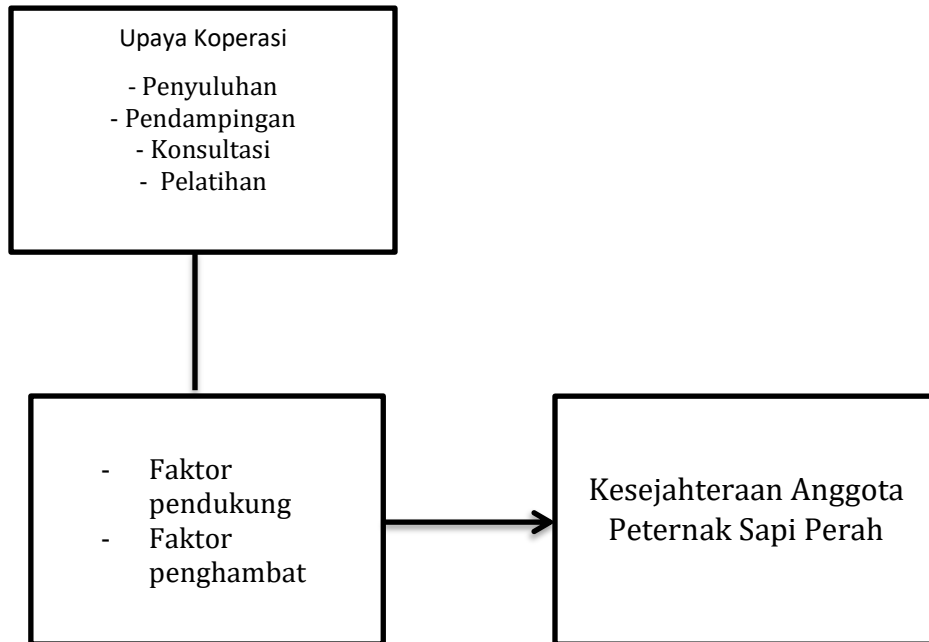 Upaya Koperasi
- Penyuluhan
- Pendampingan
- Konsultasi
- Pelatihan
- Faktor
pendukung
- Faktor
penghambat
Kesejahteraan Anggota
Peternak Sapi Perah